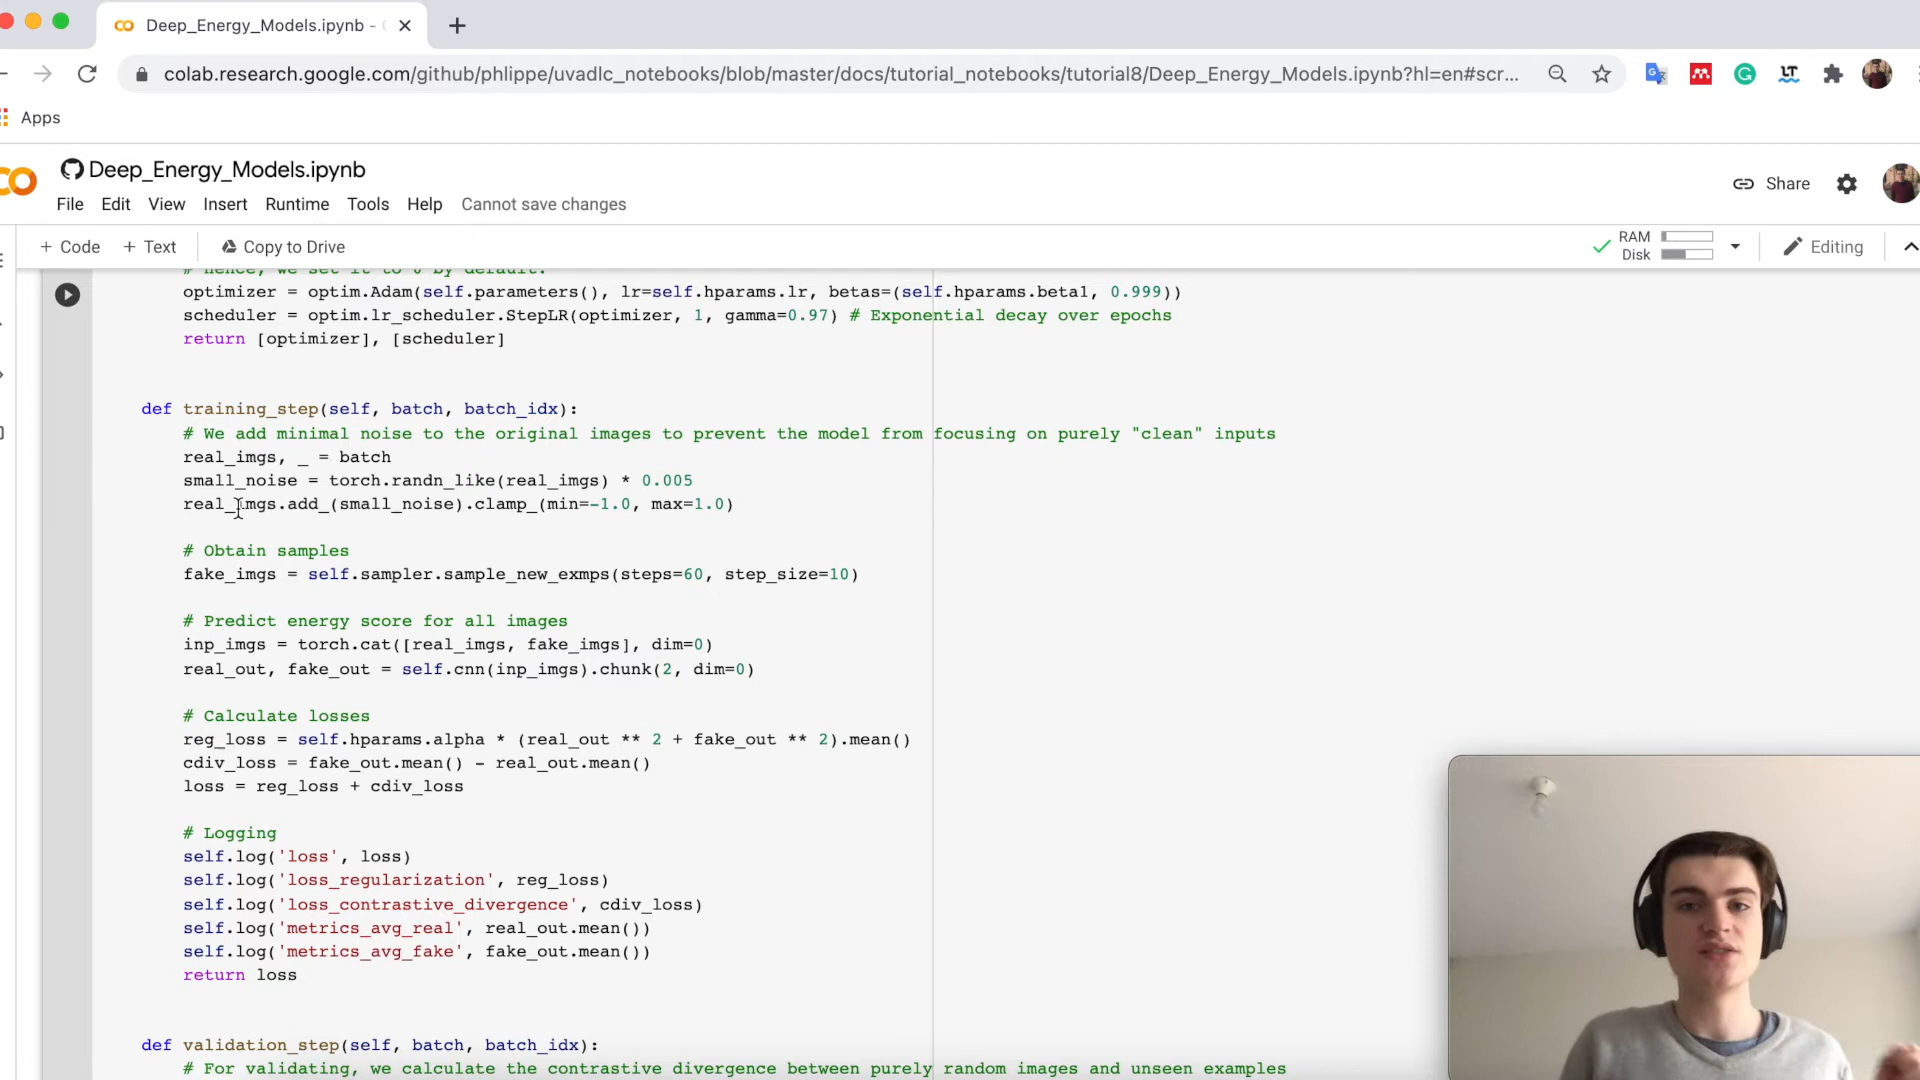 Deep_Energy_Models.ipynb -
colab.research.google.com/github/phlippe/uvadlc_notebooks/blob/master/docs/tutorial_notebooks/tutorial8/Deep_Energy_Models.ipynb?hl=en#scr...
Apps
Deep_Energy_Models.ipynb
Share
File Edit View Insert Runtime Tools Help Cannot save changes
+ Code + Text Copy to Drive
RAM
Disk
Editing
# Hence, we set it to 0 by default.
optimizer = optim.Adam(self.parameters(), lr=self.hparams.lr, betas=(self.hparams.beta1, 0.999))
scheduler = optim.lr_scheduler.StepLR(optimizer, 1, gamma=0.97) # Exponential decay over epochs
return [optimizer], [scheduler]
def training_step(self, batch, batch_idx):
# We add minimal noise to the original images to prevent the model from focusing on purely "clean" inputs
real_imgs, _ = batch
small_noise = torch.randn_like(real_imgs) * 0.005
real_imgs.add_(small_noise).clamp_(min=-1.0, max=1.0)
# Obtain samples
fake_imgs = self.sampler.sample_new_exmps(steps=60, step_size=10)
# Predict energy score for all images
inp_imgs = torch.cat([real_imgs, fake_imgs], dim=0)
real_out, fake_out = self.cnn(inp_imgs).chunk(2, dim=0)
# Calculate losses
reg_loss = self.hparams.alpha * (real_out ** 2 + fake_out ** 2).mean()
cdiv_loss = fake_out.mean() - real_out.mean()
loss = reg_loss + cdiv_loss
# Logging
self.log('loss', loss)
self.log('loss_regularization', reg_loss)
self.log('loss_contrastive_divergence', cdiv_loss)
self.log('metrics_avg_real', real_out.mean())
self.log('metrics_avg_fake', fake_out.mean())
return loss
def validation_step(self, batch, batch_idx):
# For validating, we calculate the contrastive divergence between purely random images and unseen examples